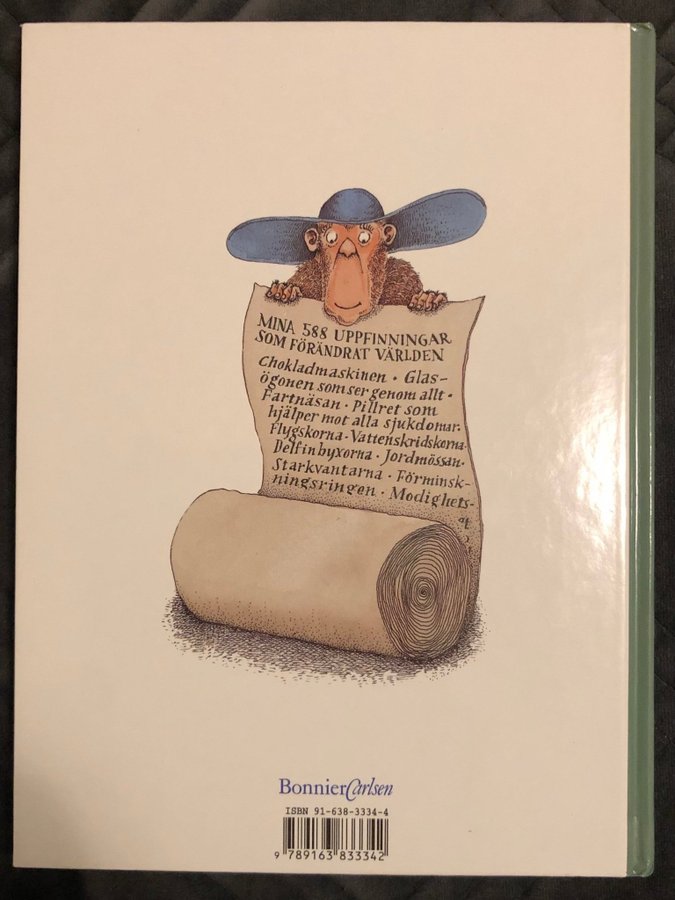 MINA 588 UPPFINNINGAR
SOM FÖRÄNDRAT VÄRLDEN
Chokladmaskinen • Glas-
ögonen som ser genom allt •
Fartnäsan • Pillret som
hjälper mot alla sjukdomar •
Flygskorna • Vattenskridskorna •
Delfinbyxorna • Jordmössan •
Starkvantarna • Förminsk-
ningsringen • Modighets-
BonnierCarlsen
ISBN 91-638-3334-4
9 789163 833342